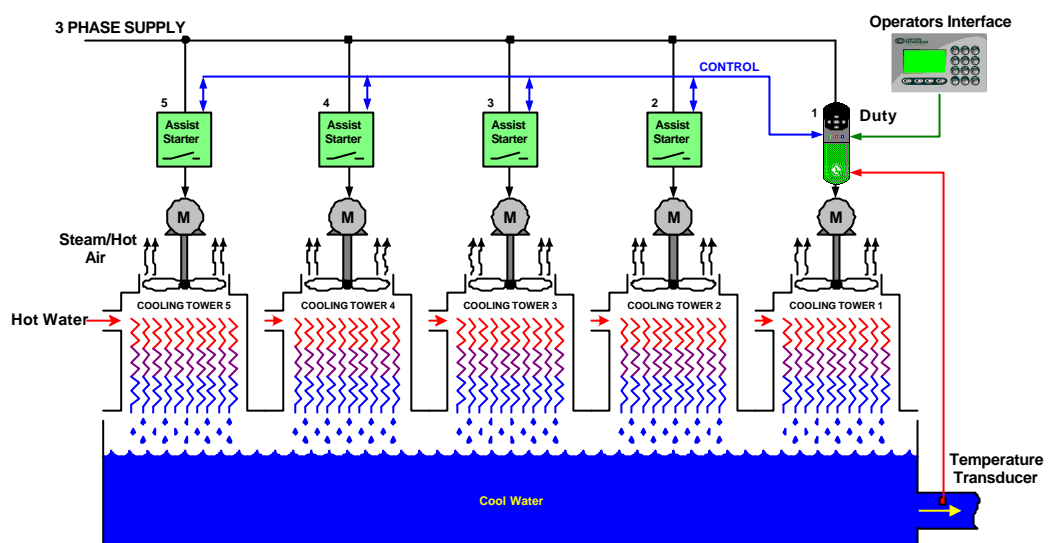 Operators Interface
3 PHASE SUPPLY
CONTROL
5
4
3
2
1
Duty
Assist
Starter
Assist
Starter
Assist
Starter
Assist
Starter
M
M
M
M
M
Steam/Hot
Air
COOLING TOWER 5
COOLING TOWER 4
COOLING TOWER 3
COOLING TOWER 2
COOLING TOWER 1
Hot Water
Temperature
Transducer
Cool Water